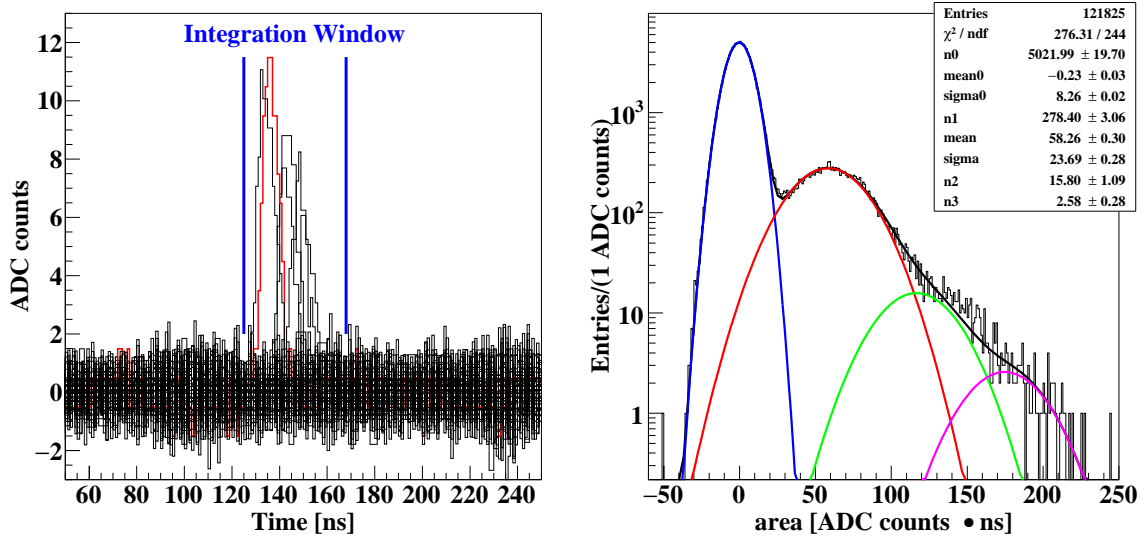 Integration Window
12
10
8
6
4
2
0
−2
ADC counts
60 80 100 120 140 160 180 200 220 240
Time [ns]
Entries 121825
χ² / ndf 276.31 / 244
n0 5021.99 ± 19.70
mean0 −0.23 ± 0.03
sigma0 8.26 ± 0.02
n1 278.40 ± 3.06
mean 58.26 ± 0.30
sigma 23.69 ± 0.28
n2 15.80 ± 1.09
n3 2.58 ± 0.28
10³
10²
10
1
Entries/(1 ADC counts)
−50 0 50 100 150 200 250
area [ADC counts • ns]